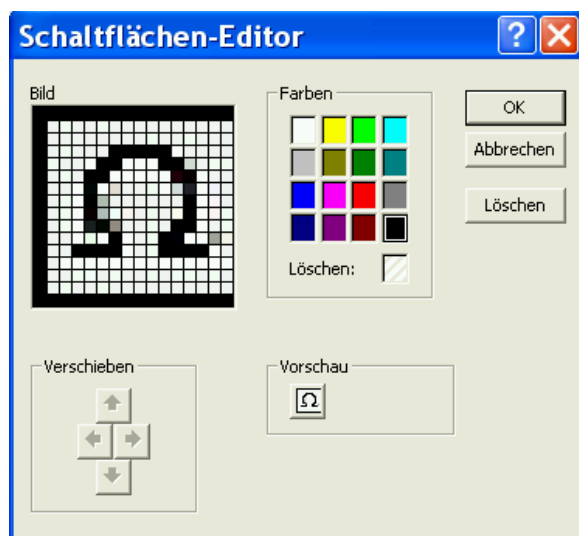 Schaltflächen-Editor
?
Bild
Farben
OK
Abbrechen
Löschen
Löschen:
Verschieben
Vorschau
Ω